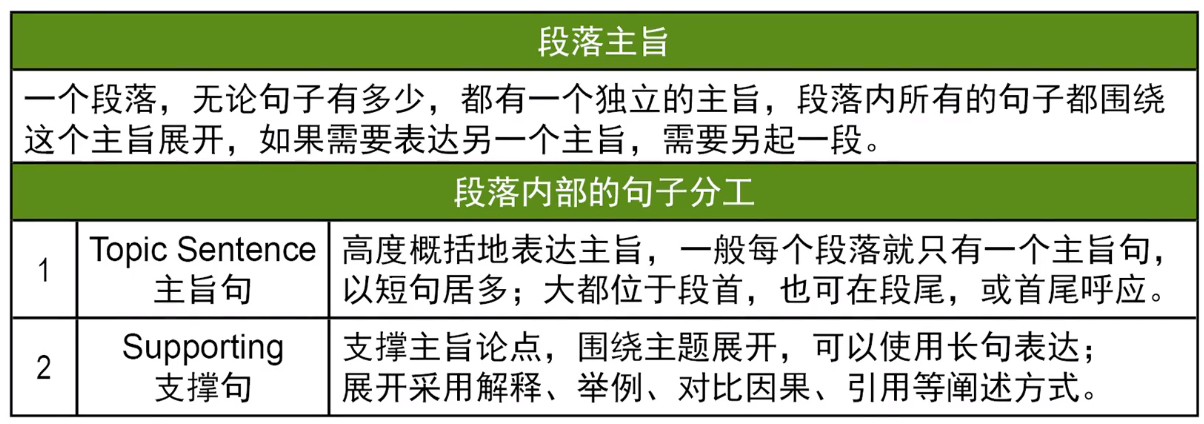 段落主旨
一个段落，无论句子有多少，都有一个独立的主旨，段落内所有的句子都围绕
这个主旨展开，如果需要表达另一个主旨，需要另起一段。
段落内部的句子分工
1
Topic Sentence
主旨句
高度概括地表达主旨，一般每个段落就只有一个主旨句，
以短句居多；大都位于段首，也可在段尾，或首尾呼应。
2
Supporting
支撑句
支撑主旨论点，围绕主题展开，可以使用长句表达；
展开采用解释、举例、对比因果、引用等阐述方式。